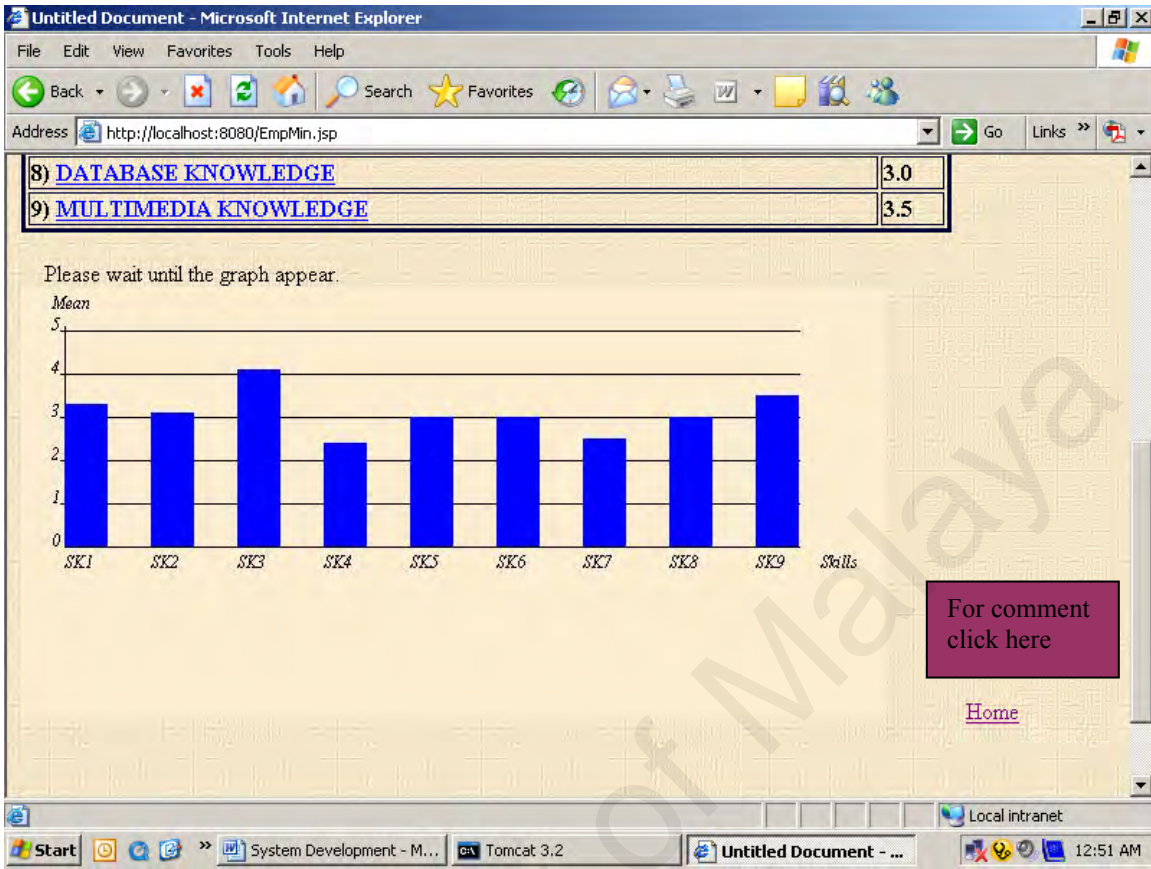 Untitled Document - Microsoft Internet Explorer
File Edit View Favorites Tools Help
Back Search Favorites
Address http://localhost:8080/EmpMin.jsp Go Links »
8) DATABASE KNOWLEDGE 3.0
9) MULTIMEDIA KNOWLEDGE 3.5
Please wait until the graph appear.
Mean
5
4
3
2
1
0
SK1 SK2 SK3 SK4 SK5 SK6 SK7 SK8 SK9 Skills
For comment
click here
Home
of Malaya
Local intranet
Start » System Development - M... Tomcat 3.2 Untitled Document - ... 12:51 AM